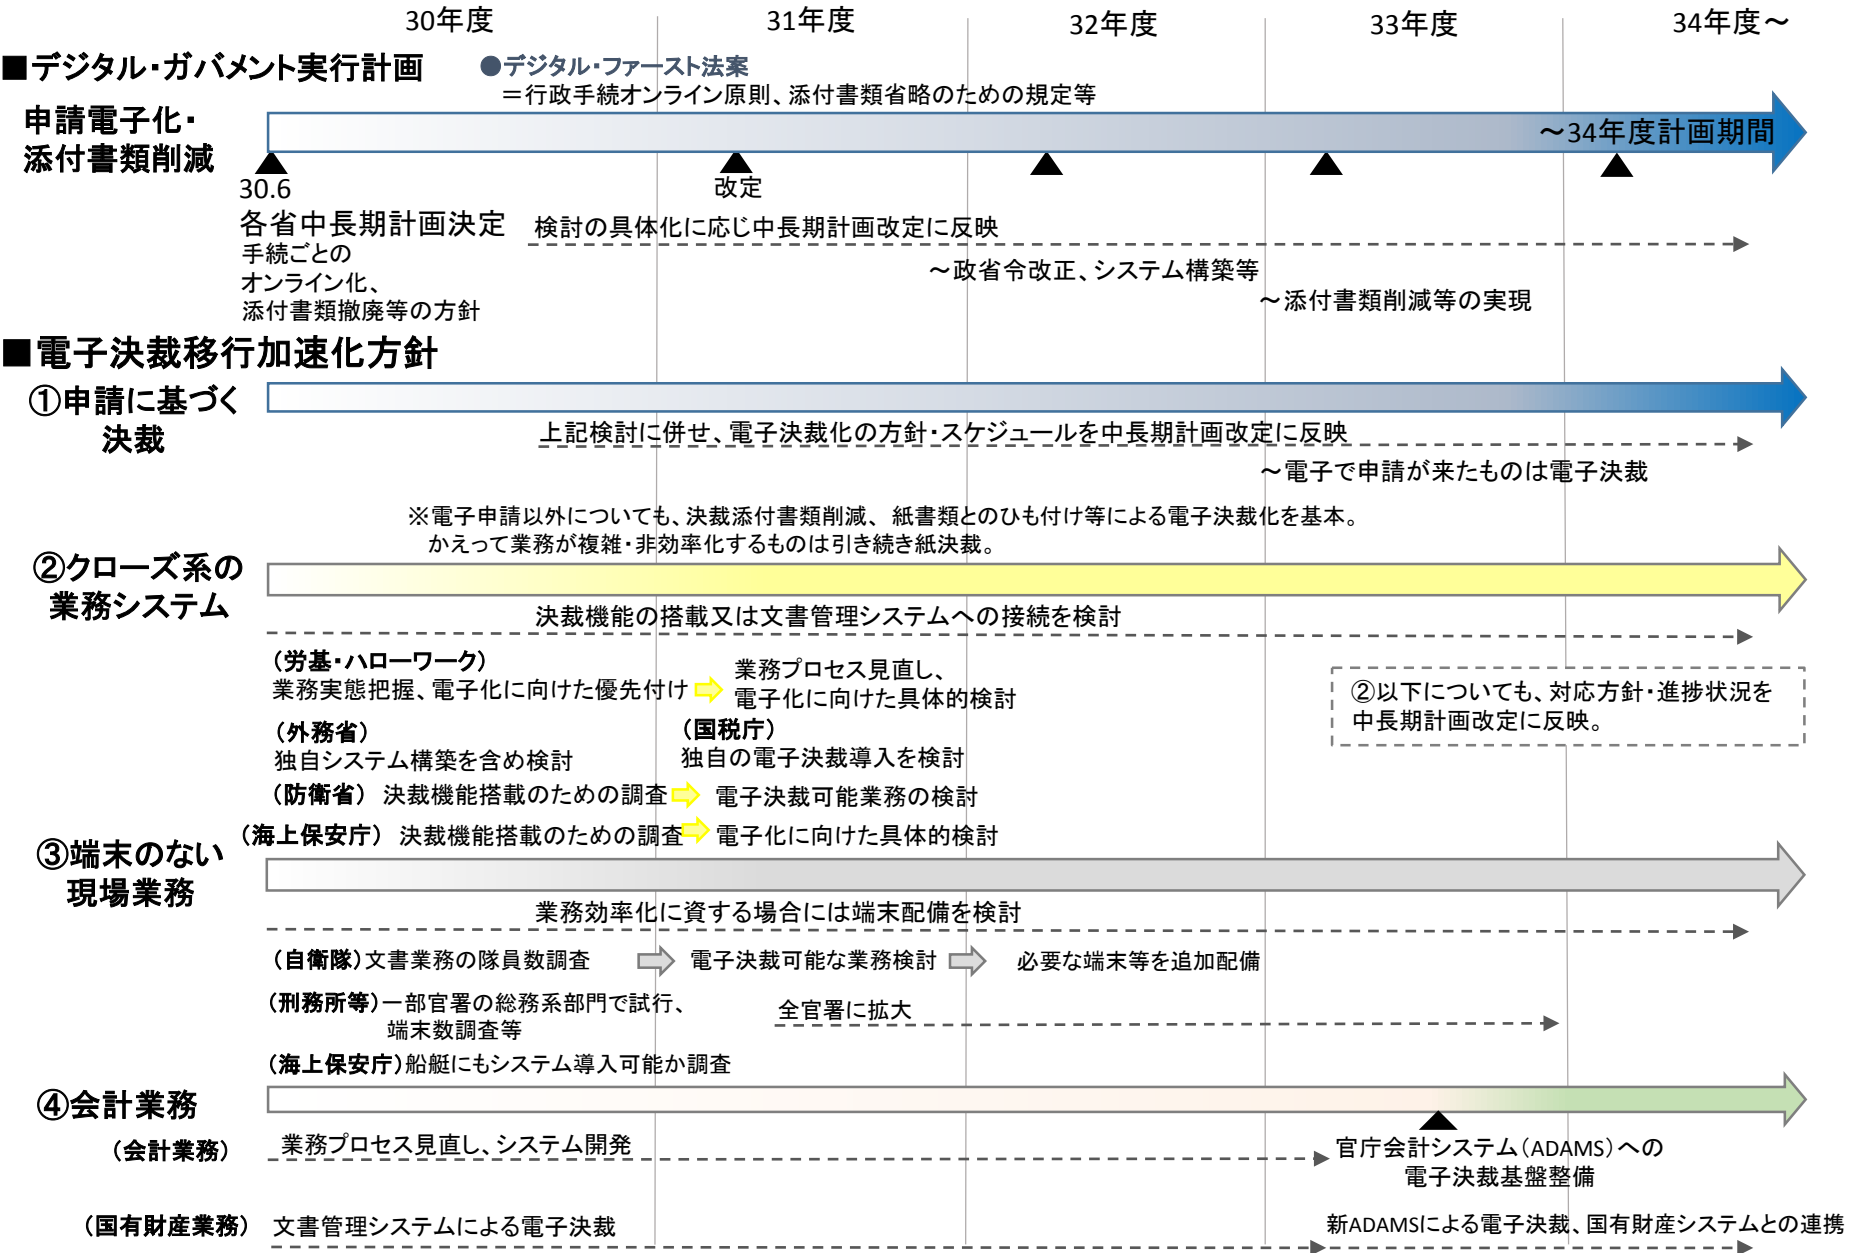 30年度　31年度　32年度　33年度　34年度～
■デジタル・ガバメント実行計画　●デジタル・ファースト法案
＝行政手続オンライン原則、添付書類省略のための規定等
申請電子化・
添付書類削減
～34年度計画期間
▲　▲　▲　▲　▲
30.6　改定
各省中長期計画決定　検討の具体化に応じ中長期計画改定に反映
手続ごとの
オンライン化、
添付書類撤廃等の方針
～政省令改正、システム構築等
～添付書類削減等の実現
■電子決裁移行加速化方針
①申請に基づく
決裁
上記検討に併せ、電子決裁化の方針・スケジュールを中長期計画改定に反映
～電子で申請が来たものは電子決裁
※電子申請以外についても、決裁添付書類削減、紙書類とのひも付け等による電子決裁化を基本。
かえって業務が複雑・非効率化するものは引き続き紙決裁。
②クローズ系の
業務システム
決裁機能の搭載又は文書管理システムへの接続を検討
（労基・ハローワーク）
業務実態把握、電子化に向けた優先付け
業務プロセス見直し、
電子化に向けた具体的検討
②以下についても、対応方針・進捗状況を
中長期計画改定に反映。
（外務省）
独自システム構築を含め検討
（国税庁）
独自の電子決裁導入を検討
（防衛省）決裁機能搭載のための調査　電子決裁可能業務の検討
（海上保安庁）決裁機能搭載のための調査　電子化に向けた具体的検討
③端末のない
現場業務
業務効率化に資する場合には端末配備を検討
（自衛隊）文書業務の隊員数調査　電子決裁可能な業務検討　必要な端末等を追加配備
（刑務所等）一部官署の総務系部門で試行、
端末数調査等
全官署に拡大
（海上保安庁）船艇にもシステム導入可能か調査
④会計業務
（会計業務）　業務プロセス見直し、システム開発
官庁会計システム（ADAMS）への
電子決裁基盤整備
（国有財産業務）　文書管理システムによる電子決裁　新ADAMSによる電子決裁、国有財産システムとの連携